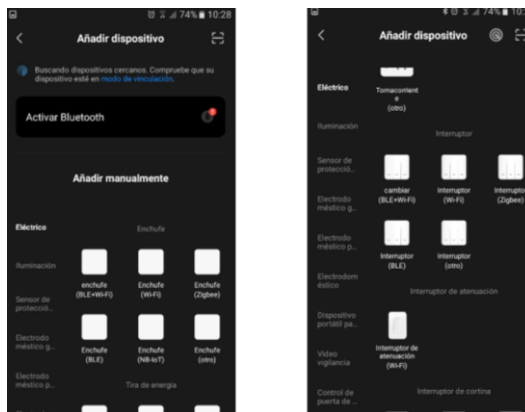 74% 10:28
Añadir dispositivo
Buscando dispositivos cercanos. Compruebe que su
dispositivo esté en modo de vinculación.
Activar Bluetooth
Añadir manualmente
Eléctrico
Enchufe
Iluminación
enchufe
(BLE+Wi-Fi)
Enchufe
(Wi-Fi)
Enchufe
(Zigbee)
Sensor de
protecció...
Electrodo
méstico g...
Enchufe
(BLE)
Enchufe
(NB-IoT)
Enchufe
(otro)
Electrodo
méstico p...
Tira de energía
74% 10:
Añadir dispositivo
Eléctrico
Tomacorrient
e
(otro)
Iluminación
Interruptor
Sensor de
protecció...
cambiar
(BLE+Wi-Fi)
Interruptor
(Wi-Fi)
Interruptor
(Zigbee)
Electrodo
méstico g...
Electrodo
méstico p...
Interruptor
(BLE)
interruptor
(otro)
Electrodom
éstico
Interruptor de atenuación
Dispositivo
portátil pa...
Interruptor de
atenuación
(Wi-Fi)
Video
vigilancia
Control de
puerta de ...
Interruptor de cortina